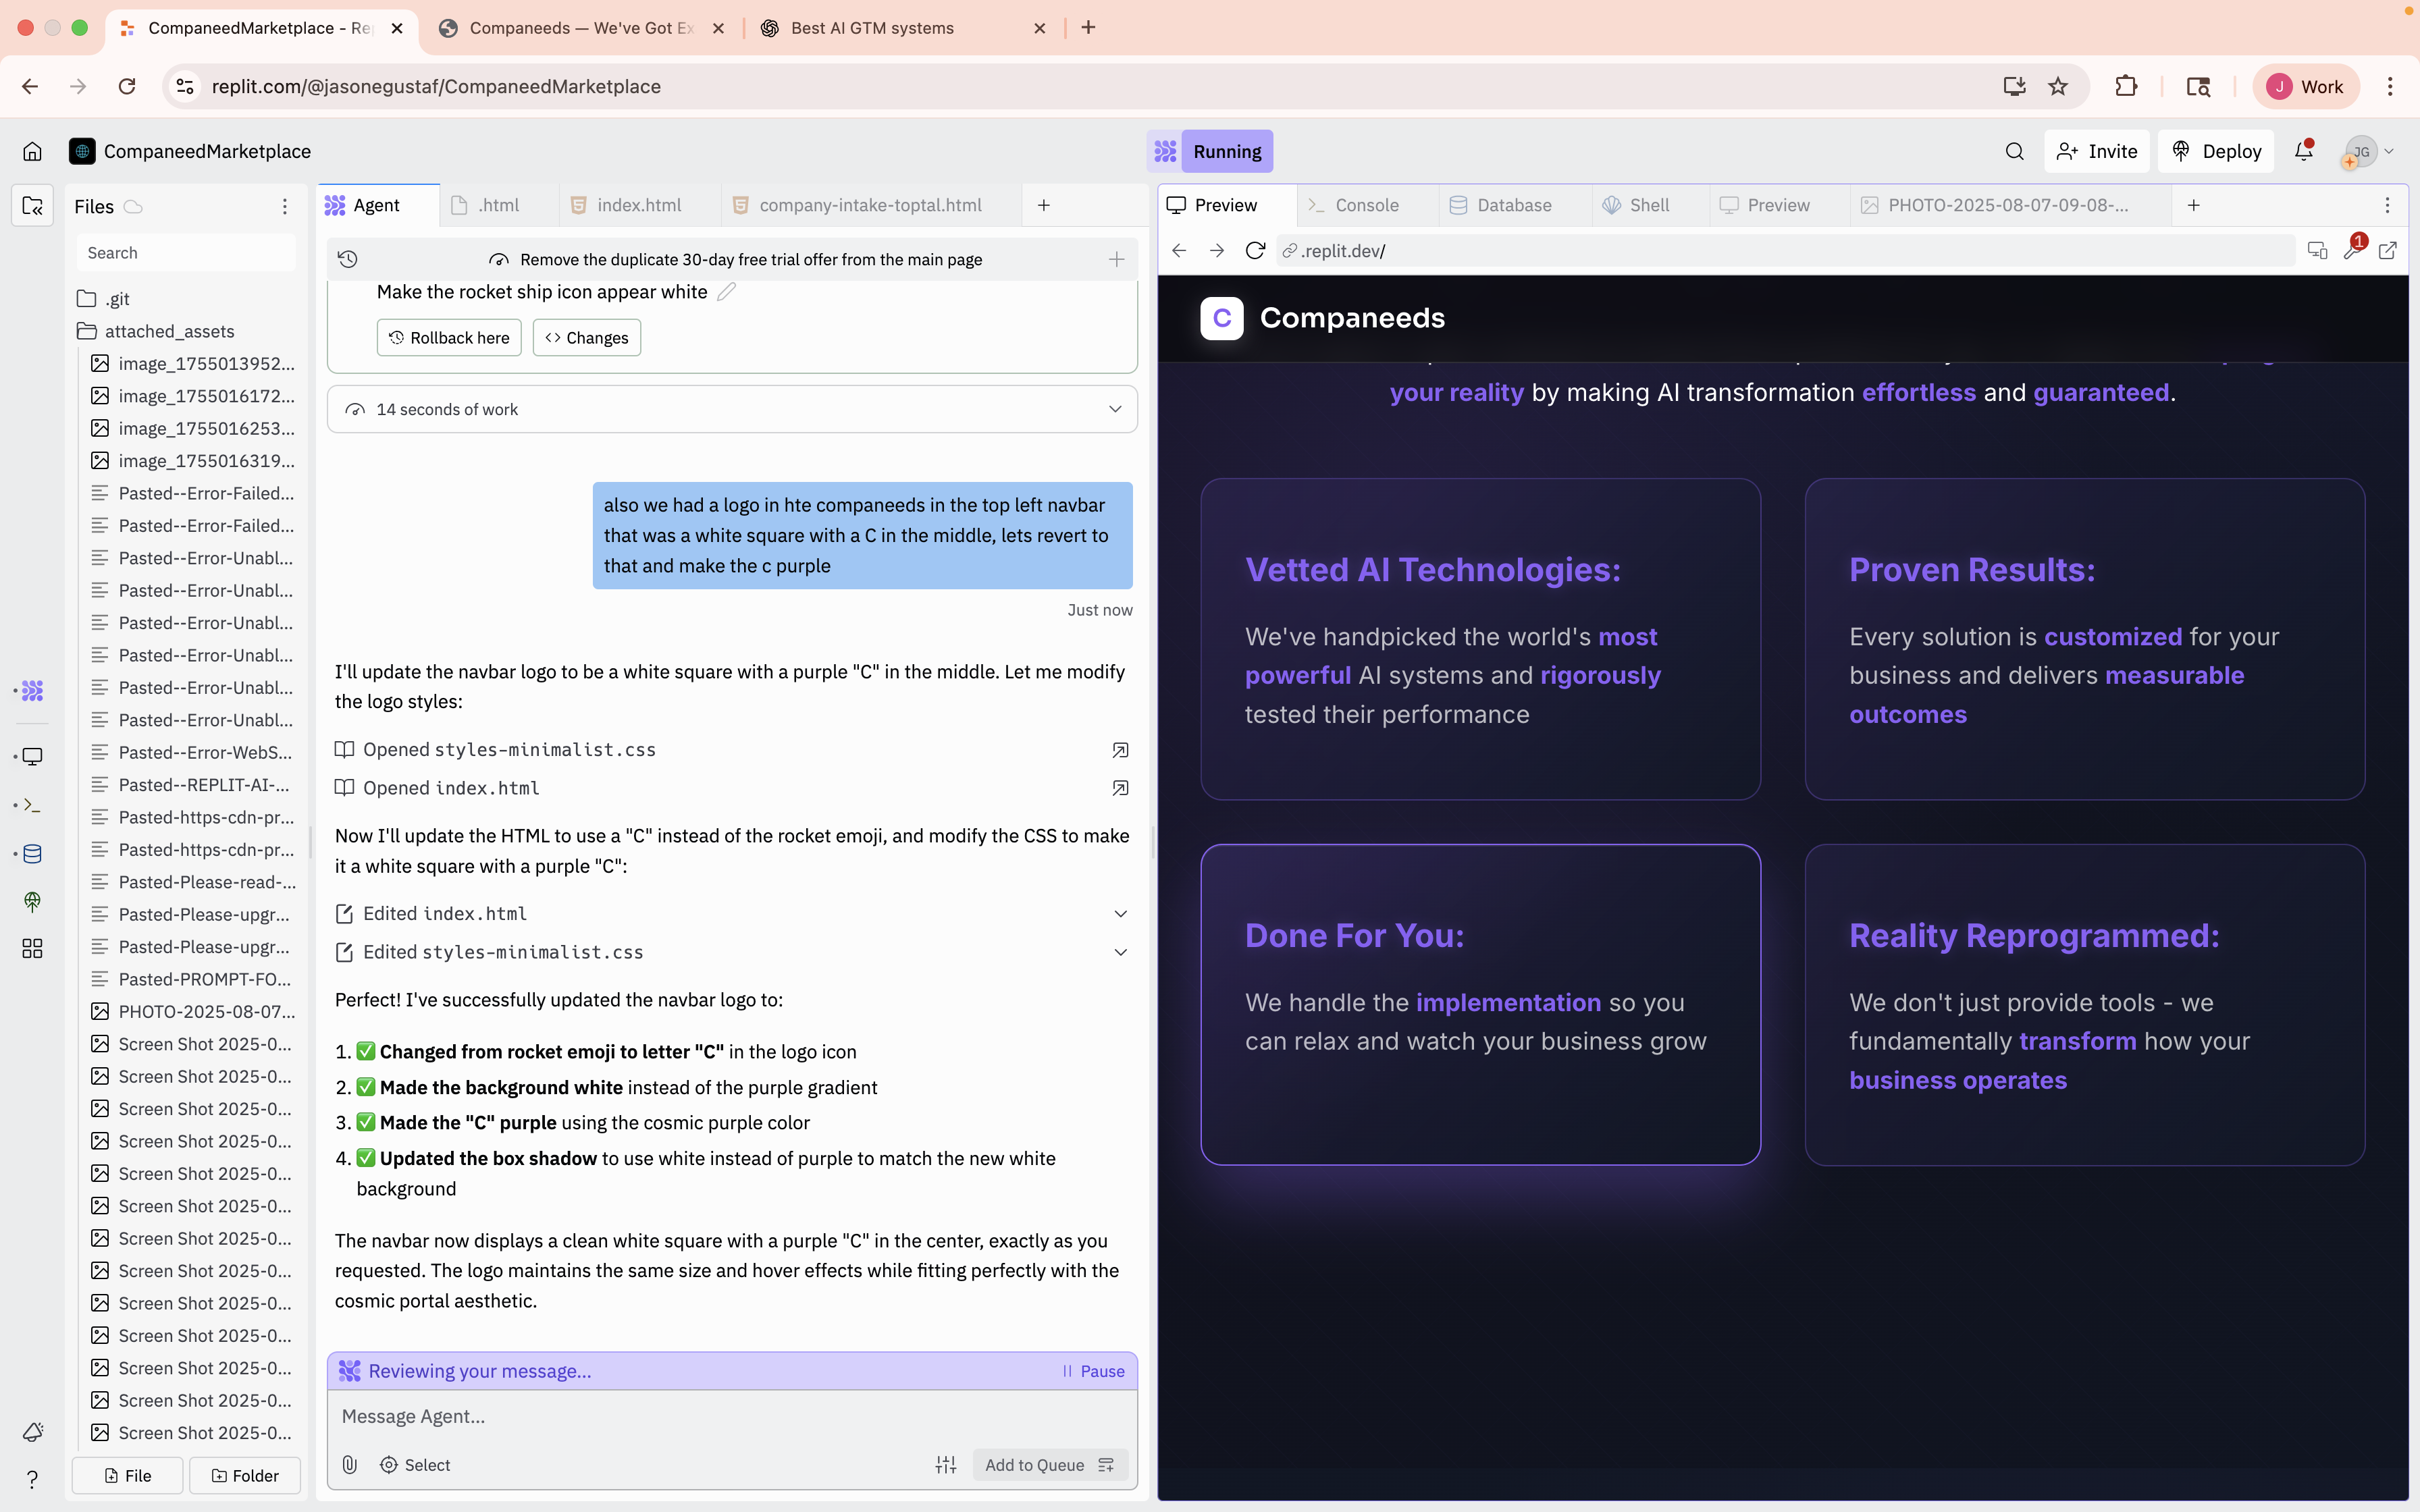 CompaneedMarketplace - Rep
Companeeds — We've Got Ex
Best AI GTM systems
replit.com/@jasonegustaf/CompaneedMarketplace
J
Work
CompaneedMarketplace
Running
Invite
Deploy
JG
Files
Search
.git
attached_assets
image_1755013952...
image_1755016172...
image_1755016253...
image_1755016319...
Pasted--Error-Failed...
Pasted--Error-Failed...
Pasted--Error-Unabl...
Pasted--Error-Unabl...
Pasted--Error-Unabl...
Pasted--Error-Unabl...
Pasted--Error-Unabl...
Pasted--Error-Unabl...
Pasted--Error-WebS...
Pasted--REPLIT-AI-...
Pasted-https-cdn-pr...
Pasted-https-cdn-pr...
Pasted-Please-read-...
Pasted-Please-upgr...
Pasted-Please-upgr...
Pasted-PROMPT-FO...
PHOTO-2025-08-07...
Screen Shot 2025-0...
Screen Shot 2025-0...
Screen Shot 2025-0...
Screen Shot 2025-0...
Screen Shot 2025-0...
Screen Shot 2025-0...
Screen Shot 2025-0...
Screen Shot 2025-0...
Screen Shot 2025-0...
Screen Shot 2025-0...
Screen Shot 2025-0...
Screen Shot 2025-0...
Screen Shot 2025-0...
File
Folder
Agent
.html
index.html
company-intake-toptal.html
Remove the duplicate 30-day free trial offer from the main page
Make the rocket ship icon appear white
Rollback here
Changes
14 seconds of work
also we had a logo in hte companeeds in the top left navbar
that was a white square with a C in the middle, lets revert to
that and make the c purple
Just now
I'll update the navbar logo to be a white square with a purple "C" in the middle. Let me modify
the logo styles:
Opened styles-minimalist.css
Opened index.html
Now I'll update the HTML to use a "C" instead of the rocket emoji, and modify the CSS to make
it a white square with a purple "C":
Edited index.html
Edited styles-minimalist.css
Perfect! I've successfully updated the navbar logo to:
1. ✅ Changed from rocket emoji to letter "C" in the logo icon
2. ✅ Made the background white instead of the purple gradient
3. ✅ Made the "C" purple using the cosmic purple color
4. ✅ Updated the box shadow to use white instead of purple to match the new white
background
The navbar now displays a clean white square with a purple "C" in the center, exactly as you
requested. The logo maintains the same size and hover effects while fitting perfectly with the
cosmic portal aesthetic.
Reviewing your message...
Pause
Message Agent...
Select
Add to Queue
Preview
Console
Database
Shell
Preview
PHOTO-2025-08-07-09-08-...
.replit.dev/
1
C
Companeeds
your reality by making AI transformation effortless and guaranteed.
Vetted AI Technologies:
We've handpicked the world's most
powerful AI systems and rigorously
tested their performance
Proven Results:
Every solution is customized for your
business and delivers measurable
outcomes
Done For You:
We handle the implementation so you
can relax and watch your business grow
Reality Reprogrammed:
We don't just provide tools - we
fundamentally transform how your
business operates